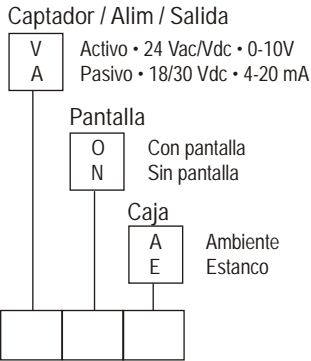 Captador / Alim / Salida
V Activo • 24 Vac/Vdc • 0-10V
A Pasivo • 18/30 Vdc • 4-20 mA
Pantalla
O Con pantalla
N Sin pantalla
Caja
A Ambiente
E Estanco